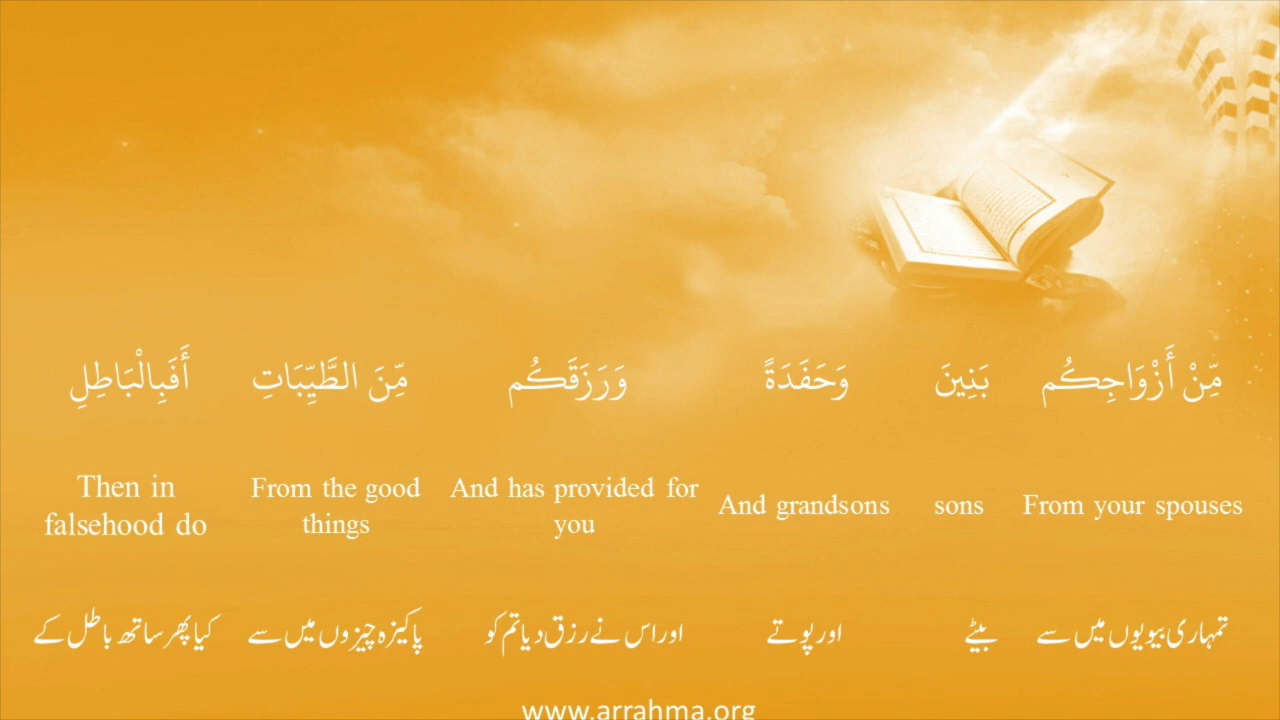 مِّنْ أَزْوَاجِكُم بَنِينَ وَحَفَدَةً وَرَزَقَكُم مِّنَ الطَّيِّبَاتِ أَفَبِالْبَاطِلِ
From your spouses
sons
And grandsons
And has provided for
you
From the good
things
Then in
falsehood do
تمہاری بیویوں میں سے بیٹے اور پوتے اور اس نے رزق دیا تم کو پاکیزہ چیزوں میں سے کیا پھر ساتھ باطل کے
www.arrahma.org